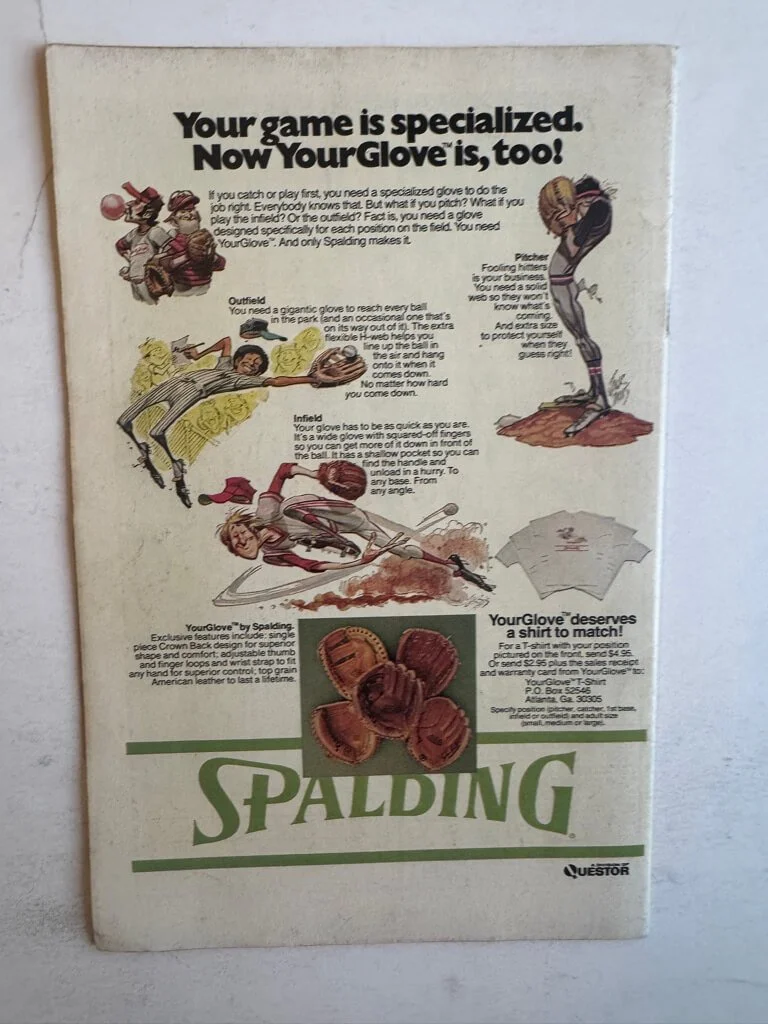 Your game is specialized.
Now YourGlove™ is, too!
If you catch or play first, you need a specialized glove to do the
job right. Everybody knows that. But what if you pitch? What if you
play the infield? Or the outfield? Fact is, you need a glove
designed specifically for each position on the field. You need
YourGlove™. And only Spalding makes it.
Pitcher
Fooling hitters
is your business.
You need a solid
web so they won't
know what's
coming.
And extra size
to protect yourself
when they
guess right!
Outfield
You need a gigantic glove to reach every ball
in the park (and an occasional one that's
on its way out of it). The extra
flexible H-web helps you
line up the ball in
the air and hang
onto it when it
comes down.
No matter how hard
you come down.
Infield
Your glove has to be as quick as you are.
It's a wide glove with squared-off fingers
so you can get more of it down in front of
the ball. It has a shallow pocket so you can
find the handle and
unload in a hurry. To
any base. From
any angle.
YourGlove™ by Spalding.
Exclusive features include: single
piece Crown Back design for superior
shape and comfort; adjustable thumb
and finger loops and wrist strap to fit
any hand for superior control; top grain
American leather to last a lifetime.
YourGlove™ deserves
a shirt to match!
For a T-shirt with your position
pictured on the front, send $4.95.
Or send $2.95 plus the sales receipt
and warranty card from YourGlove™ to:
YourGlove™ T-Shirt
P.O. Box 52546
Atlanta, Ga. 30305
Specify position (pitcher, catcher, 1st base,
infield or outfield) and adult size
(small, medium or large).
SPALDING®
A DIVISION OF
QUESTOR